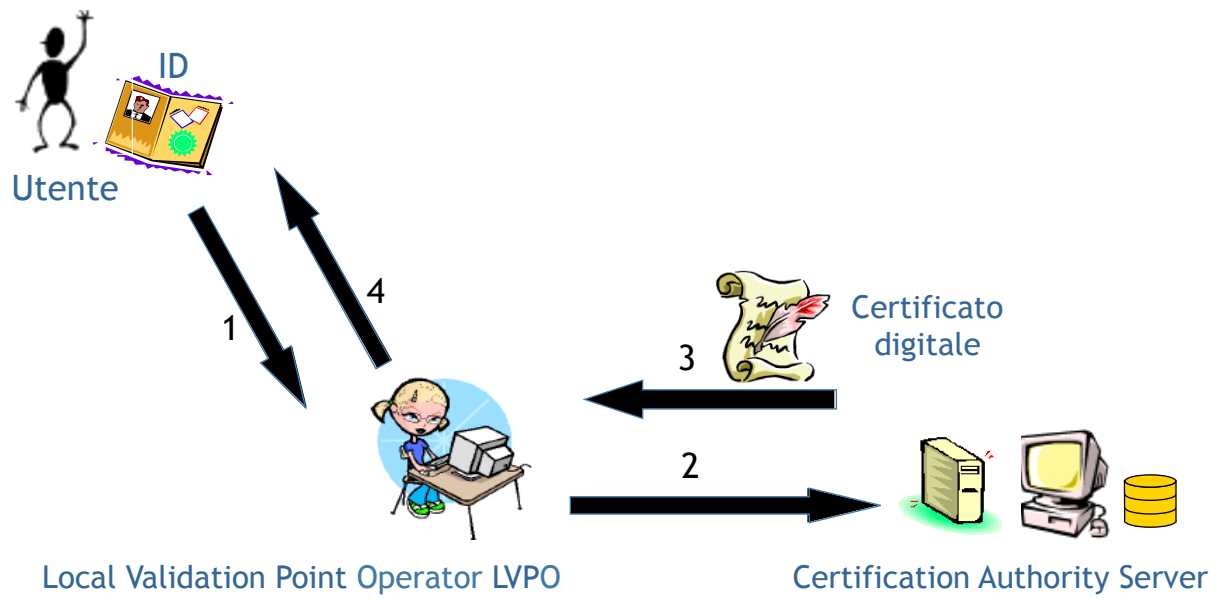 ID
Utente
1
4
3
Certificato
digitale
2
Local Validation Point Operator LVPO
Certification Authority Server